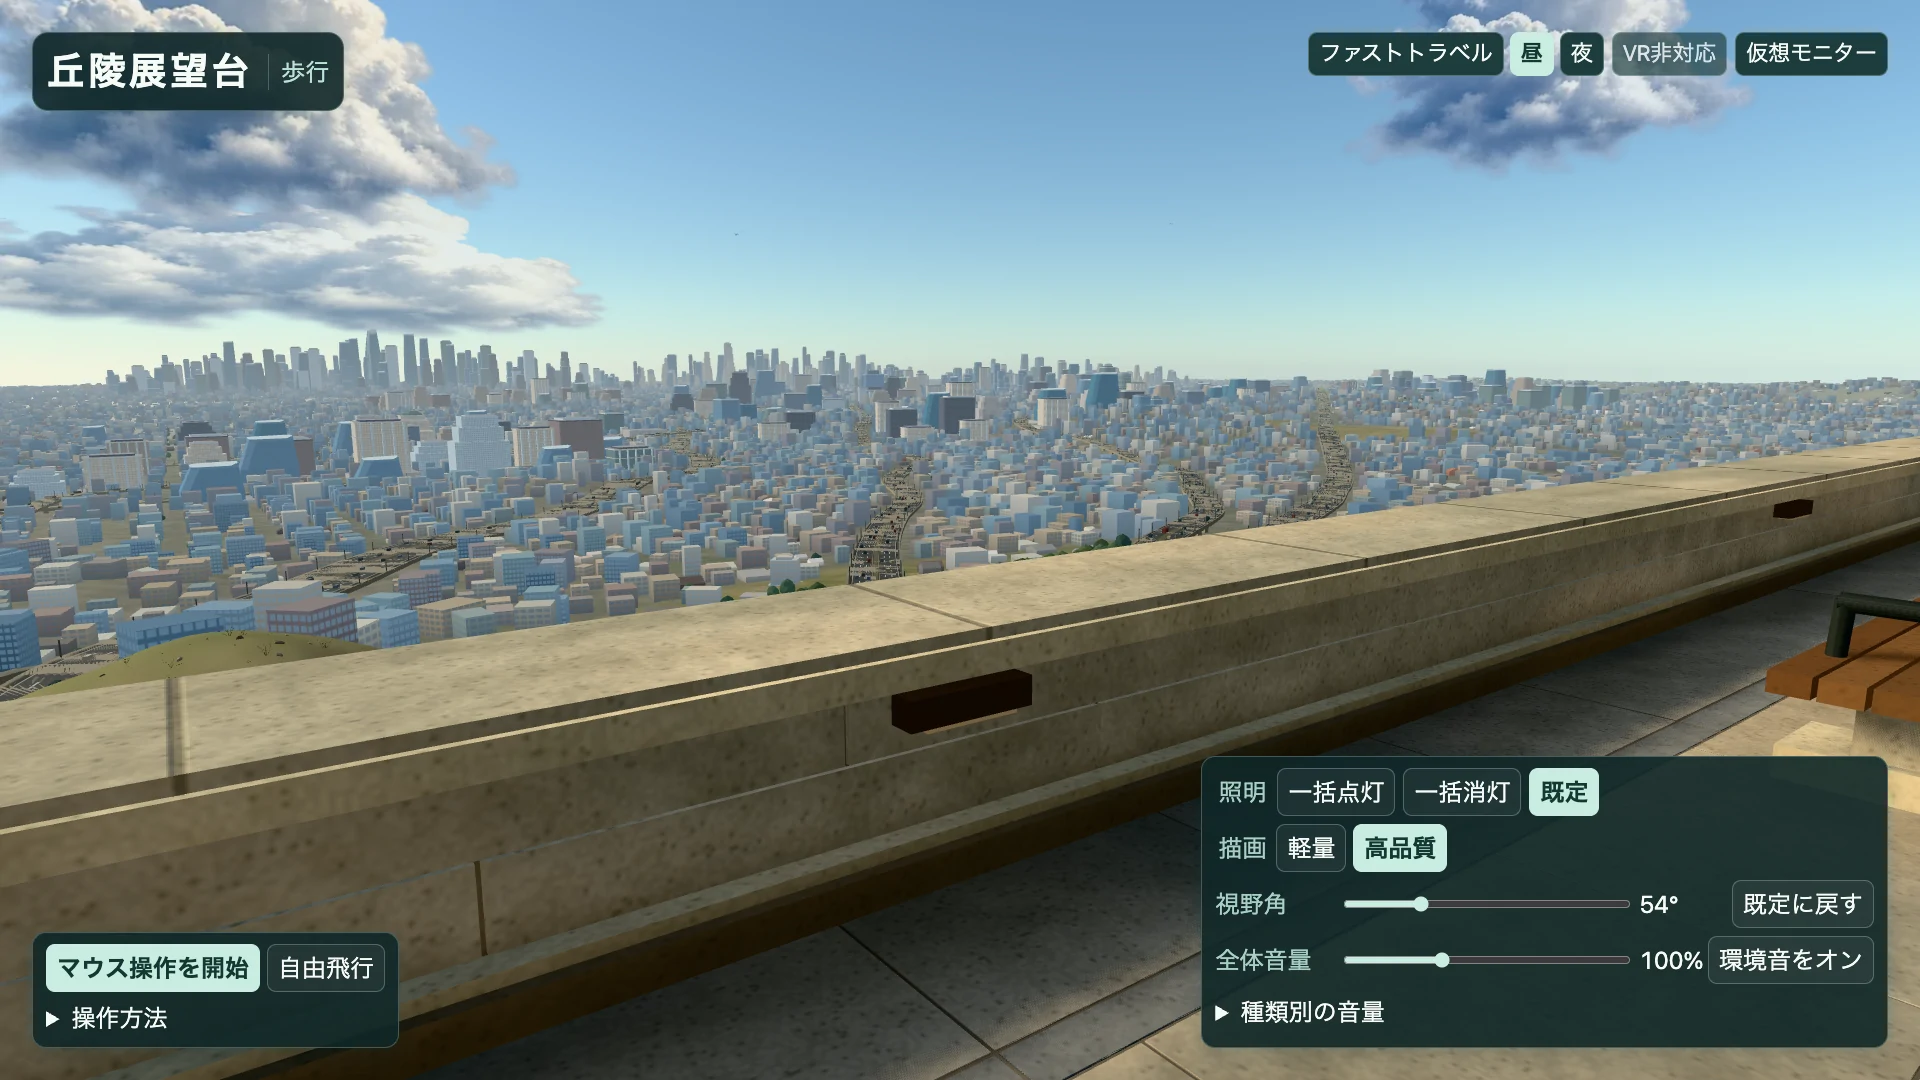 丘陵展望台 歩行
ファストトラベル 昼 夜 VR非対応 仮想モニター
照明 一括点灯 一括消灯 既定
描画 軽量 高品質
視野角 54° 既定に戻す
全体音量 100% 環境音をオン
▶ 種類別の音量
マウス操作を開始 自由飛行
▶ 操作方法